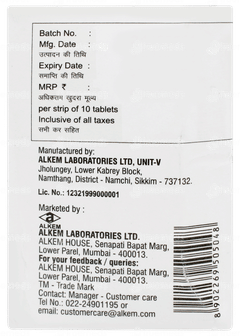 Batch No. :
Mfg. Date :
उत्पादन की तिथि
Expiry Date :
समाप्ति की तिथि
MRP ₹ :
अधिकतम खुदरा मूल्य
per strip of 10 tablets
Inclusive of all taxes
सभी कर सहित
Manufactured by:
ALKEM LABORATORIES LTD, UNIT-V
Jholungey, Lower Kabrey Block,
Namthang, District - Namchi, Sikkim - 737132.
Lic. No.: 12321999000001
Marketed by :
ALKEM
ALKEM LABORATORIES LTD.
ALKEM HOUSE, Senapati Bapat Marg,
Lower Parel, Mumbai - 400013.
For your feedback / queries:
ALKEM HOUSE, Senapati Bapat Marg,
Lower Parel, Mumbai - 400013.
TM - Trade Mark
Contact: Manager - Customer care
Tel No.: 022-24901195 or
email: customercare@alkem.com
8902269505048